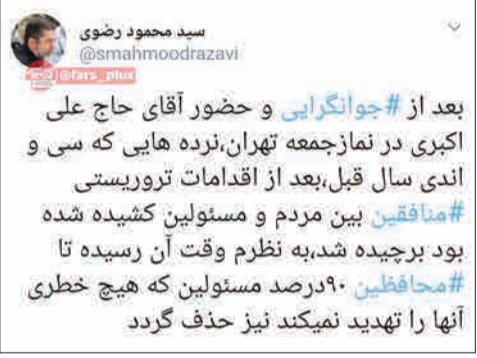 سید محمود رضوی
@smahmoodrazavi
@fars_plus
بعد از #جوانگرایی و حضور آقای حاج علی
اکبری در نمازجمعه تهران،نرده هایی که سی و
اندی سال قبل،بعد از اقدامات تروریستی
#منافقین بین مردم و مسئولین کشیده شده
بود برچیده شد،به نظرم وقت آن رسیده تا
#محافظین ۹۰درصد مسئولین که هیچ خطری
آنها را تهدید نمیکند نیز حذف گردد